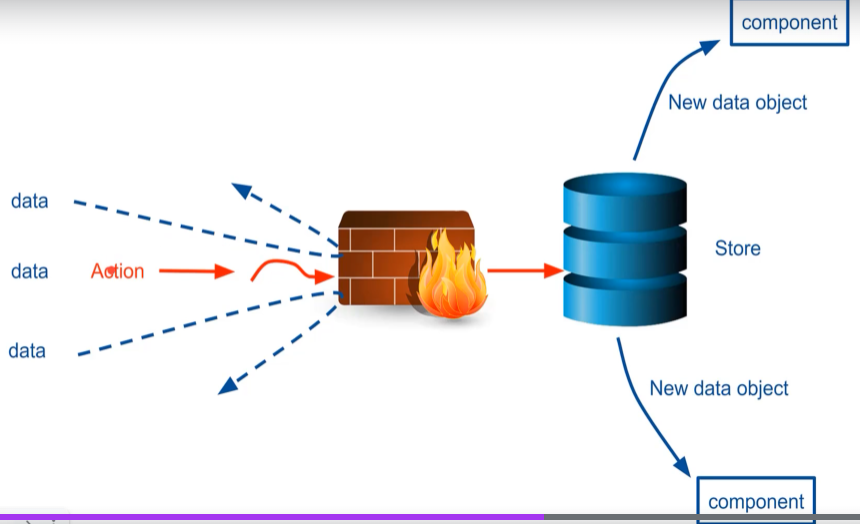 component
New data object
data
data Action
Store
data
New data object
component